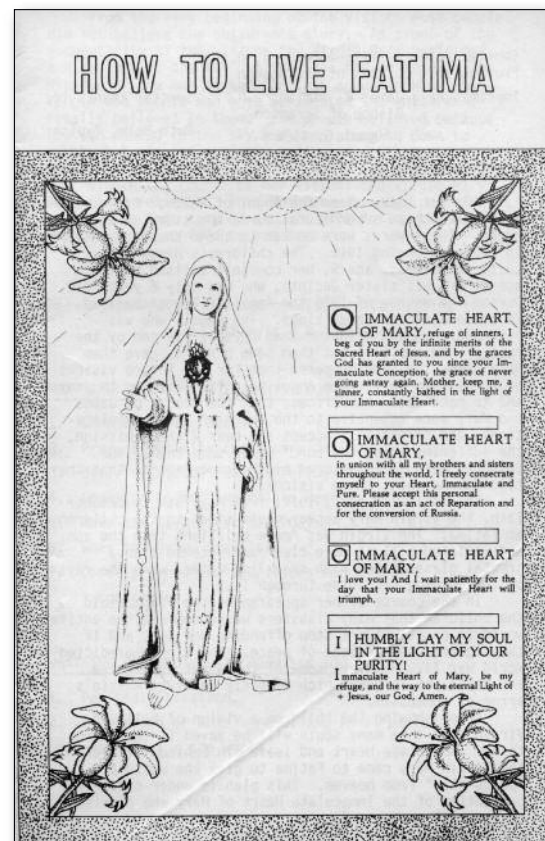 HOW TO LIVE FATIMA
O IMMACULATE HEART
OF MARY, refuge of sinners, I
beg of you by the infinite merits of the
Sacred Heart of Jesus, and by the graces
God has granted to you since your Im-
maculate Conception, the grace of never
going astray again. Mother, keep me, a
sinner, constantly bathed in the light of
your Immaculate Heart.
O IMMACULATE HEART
OF MARY,
in union with all my brothers and sisters
throughout the world, I freely consecrate
myself to your Heart, Immaculate and
Pure. Please accept this personal
consecration as an act of Reparation and
for the conversion of Russia.
O IMMACULATE HEART
OF MARY,
I love you! And I wait patiently for the
day that your Immaculate Heart will
triumph.
I HUMBLY LAY MY SOUL
IN THE LIGHT OF YOUR
PURITY!
Immaculate Heart of Mary, be my
refuge, and the way to the eternal Light of
+ Jesus, our God, Amen.